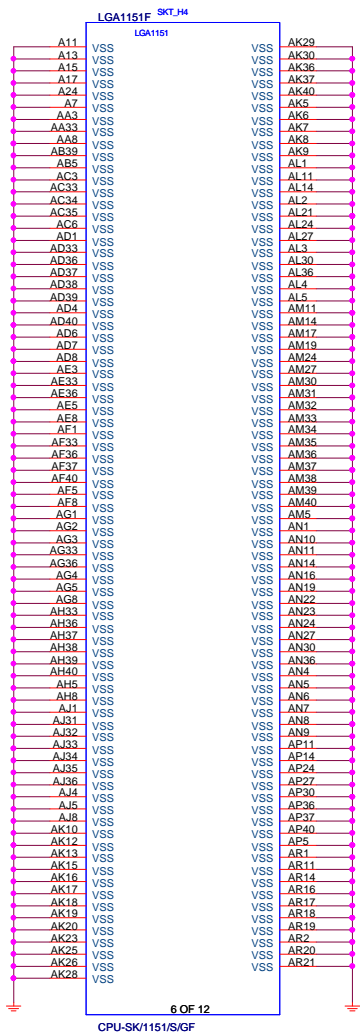 LGA1151F SKT_H4
LGA1151
A11 VSS VSS AK29
A13 VSS VSS AK30
A15 VSS VSS AK36
A17 VSS VSS AK37
A24 VSS VSS AK40
A7 VSS VSS AK5
AA3 VSS VSS AK6
AA33 VSS VSS AK7
AA8 VSS VSS AK8
AB39 VSS VSS AK9
AB5 VSS VSS AL1
AC3 VSS VSS AL11
AC33 VSS VSS AL14
AC34 VSS VSS AL2
AC35 VSS VSS AL21
AC6 VSS VSS AL24
AD1 VSS VSS AL27
AD33 VSS VSS AL3
AD36 VSS VSS AL30
AD37 VSS VSS AL36
AD38 VSS VSS AL4
AD39 VSS VSS AL5
AD4 VSS VSS AM11
AD40 VSS VSS AM14
AD6 VSS VSS AM17
AD7 VSS VSS AM19
AD8 VSS VSS AM24
AE3 VSS VSS AM27
AE33 VSS VSS AM30
AE36 VSS VSS AM31
AE5 VSS VSS AM32
AE8 VSS VSS AM33
AF1 VSS VSS AM34
AF33 VSS VSS AM35
AF36 VSS VSS AM36
AF37 VSS VSS AM37
AF40 VSS VSS AM38
AF5 VSS VSS AM39
AF8 VSS VSS AM40
AG1 VSS VSS AM5
AG2 VSS VSS AN1
AG3 VSS VSS AN10
AG33 VSS VSS AN11
AG36 VSS VSS AN14
AG4 VSS VSS AN16
AG5 VSS VSS AN19
AG8 VSS VSS AN22
AH33 VSS VSS AN23
AH36 VSS VSS AN24
AH37 VSS VSS AN27
AH38 VSS VSS AN30
AH39 VSS VSS AN36
AH40 VSS VSS AN4
AH5 VSS VSS AN5
AH8 VSS VSS AN6
AJ1 VSS VSS AN7
AJ31 VSS VSS AN8
AJ32 VSS VSS AN9
AJ33 VSS VSS AP11
AJ34 VSS VSS AP14
AJ35 VSS VSS AP24
AJ36 VSS VSS AP27
AJ4 VSS VSS AP30
AJ5 VSS VSS AP36
AJ8 VSS VSS AP37
AK10 VSS VSS AP40
AK12 VSS VSS AP5
AK13 VSS VSS AR1
AK15 VSS VSS AR11
AK16 VSS VSS AR14
AK17 VSS VSS AR16
AK18 VSS VSS AR17
AK19 VSS VSS AR18
AK20 VSS VSS AR19
AK23 VSS VSS AR2
AK25 VSS VSS AR20
AK26 VSS VSS AR21
AK28 VSS
6 OF 12
CPU-SK/1151/S/GF